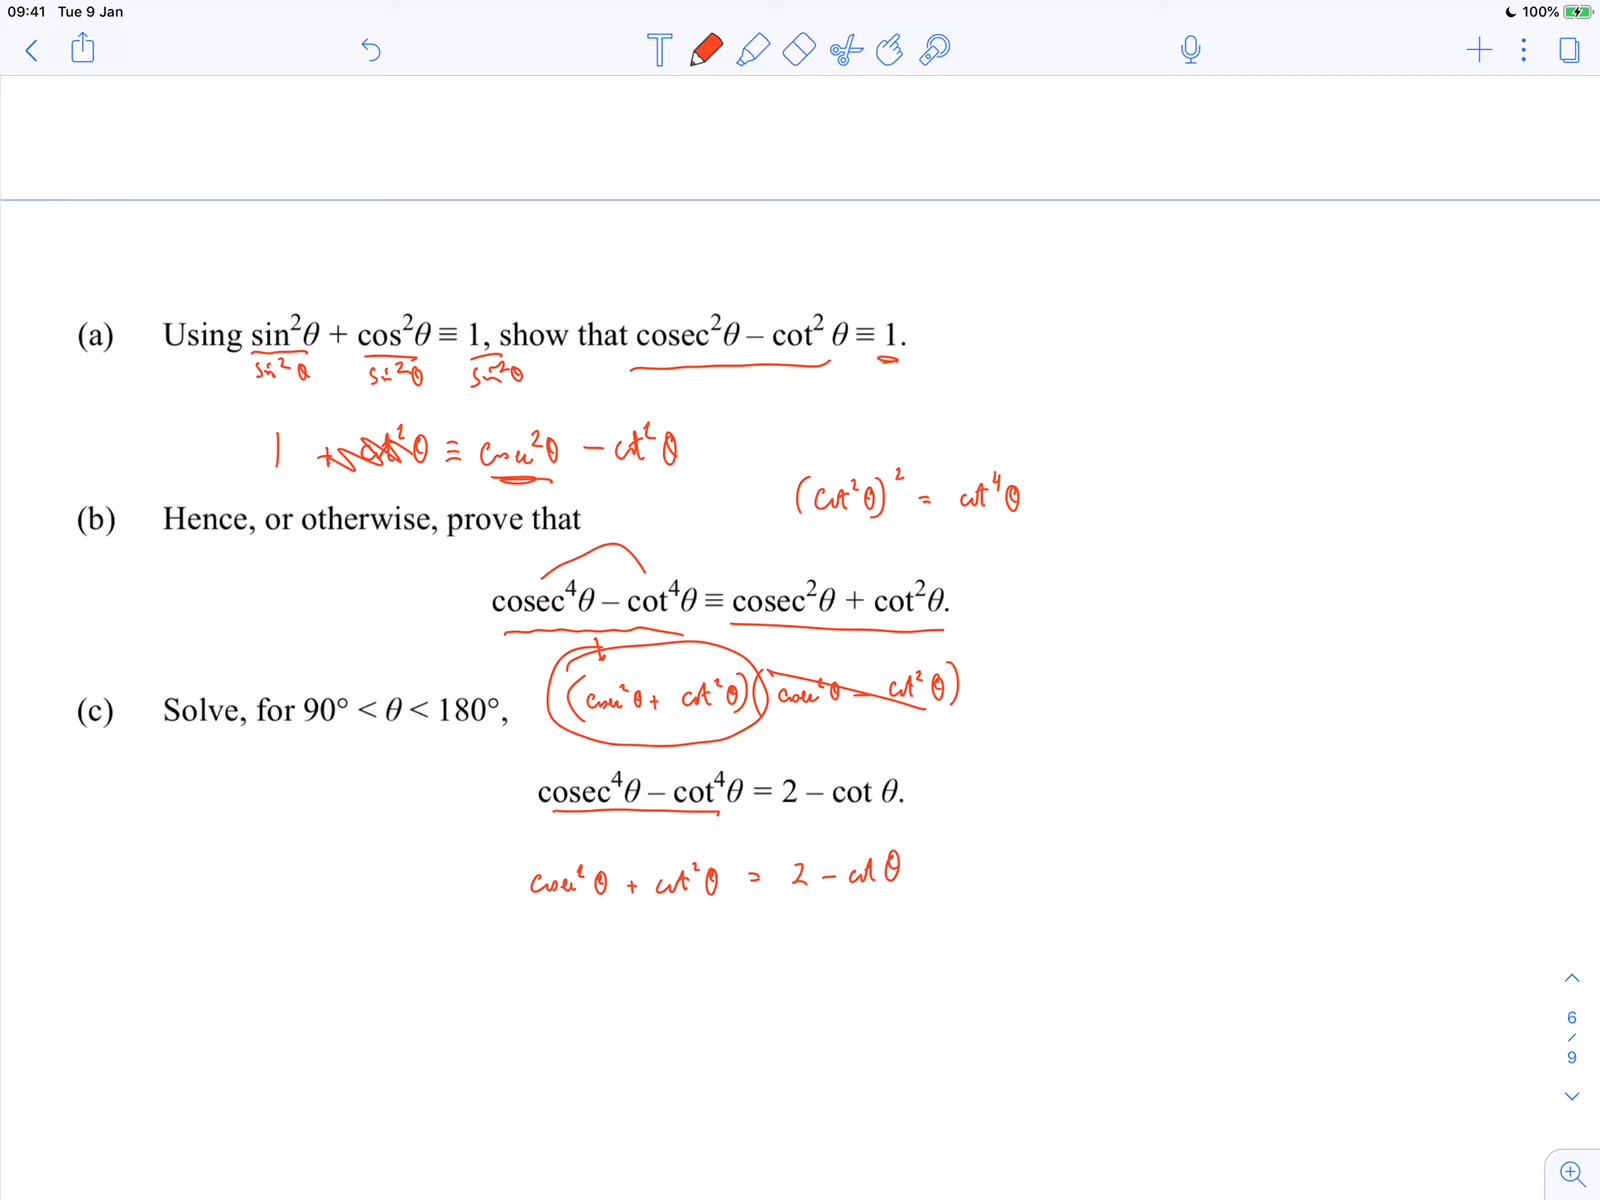 09:41 Tue 9 Jan 100%
(a) Using sin²θ + cos²θ ≡ 1, show that cosec²θ – cot² θ ≡ 1.
sin²θ sin²θ sin²θ
1 ²θ ≡ cosec²θ − cot²θ
(cot²θ)² = cot⁴θ
(b) Hence, or otherwise, prove that
cosec⁴θ – cot⁴θ ≡ cosec²θ + cot²θ.
(cosec²θ + cot²θ)(cosec²θ − cot²θ)
(c) Solve, for 90° < θ < 180°,
cosec⁴θ – cot⁴θ = 2 – cot θ.
cosec²θ + cot²θ = 2 − cot θ
6
/
9